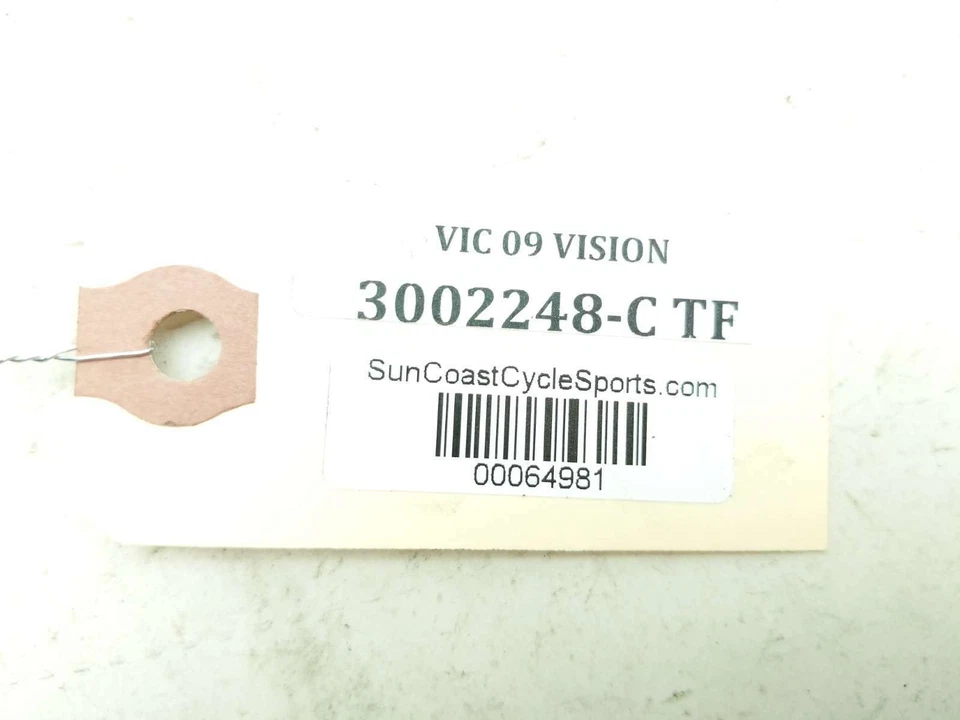 VIC 09 VISION
3002248-C TF
SunCoastCycleSports.com
00064981